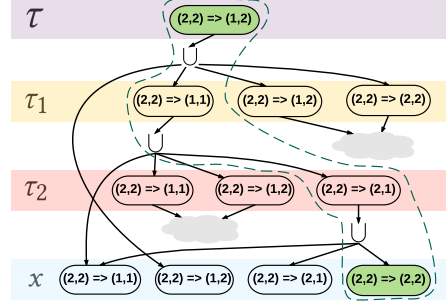 τ (2,2) => (1,2)
∪
τ₁ (2,2) => (1,1) (2,2) => (1,2) (2,2) => (2,2)
∪
τ₂ (2,2) => (1,1) (2,2) => (1,2) (2,2) => (2,1)
∪
x (2,2) => (1,1) (2,2) => (1,2) (2,2) => (2,1) (2,2) => (2,2)